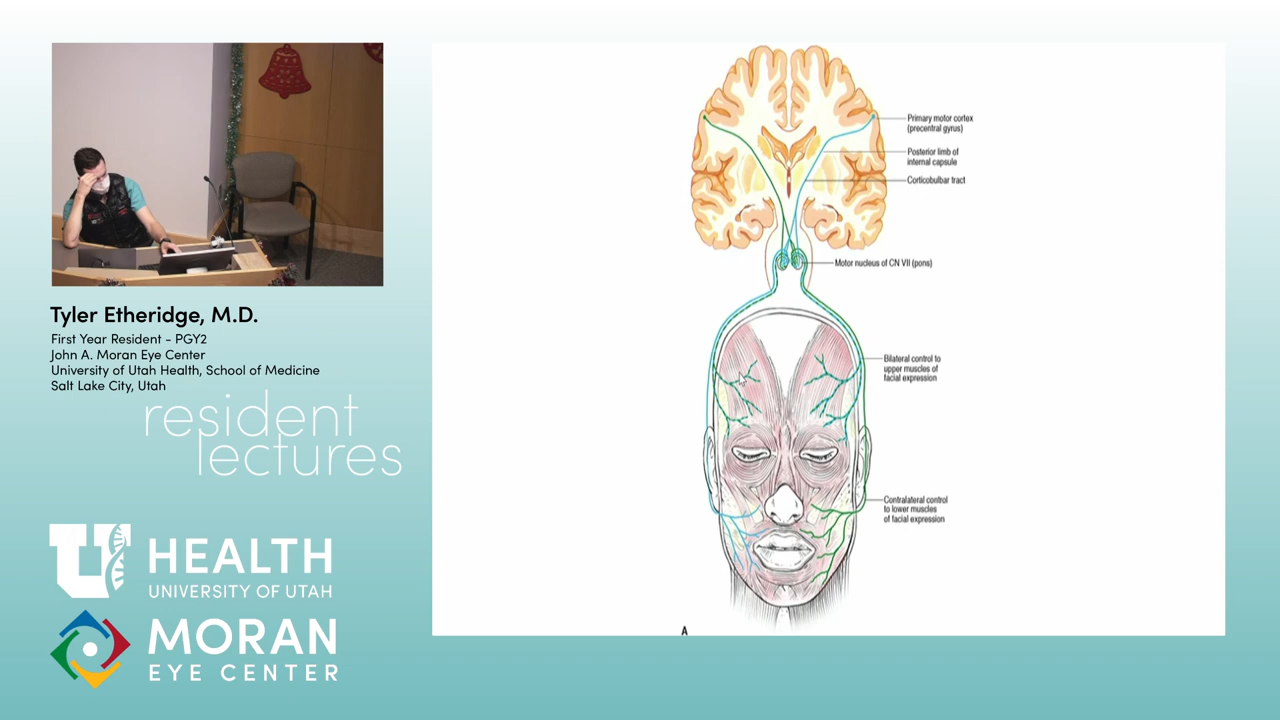 Tyler Etheridge, M.D.
First Year Resident - PGY2
John A. Moran Eye Center
University of Utah Health, School of Medicine
Salt Lake City, Utah
resident
lectures
U
HEALTH
UNIVERSITY OF UTAH
MORAN
EYE CENTER
Primary motor cortex
(precentral gyrus)
Posterior limb of
internal capsule
Corticobulbar tract
Motor nucleus of CN VII (pons)
Bilateral control to
upper muscles of
facial expression
Contralateral control
to lower muscles
of facial expression
A